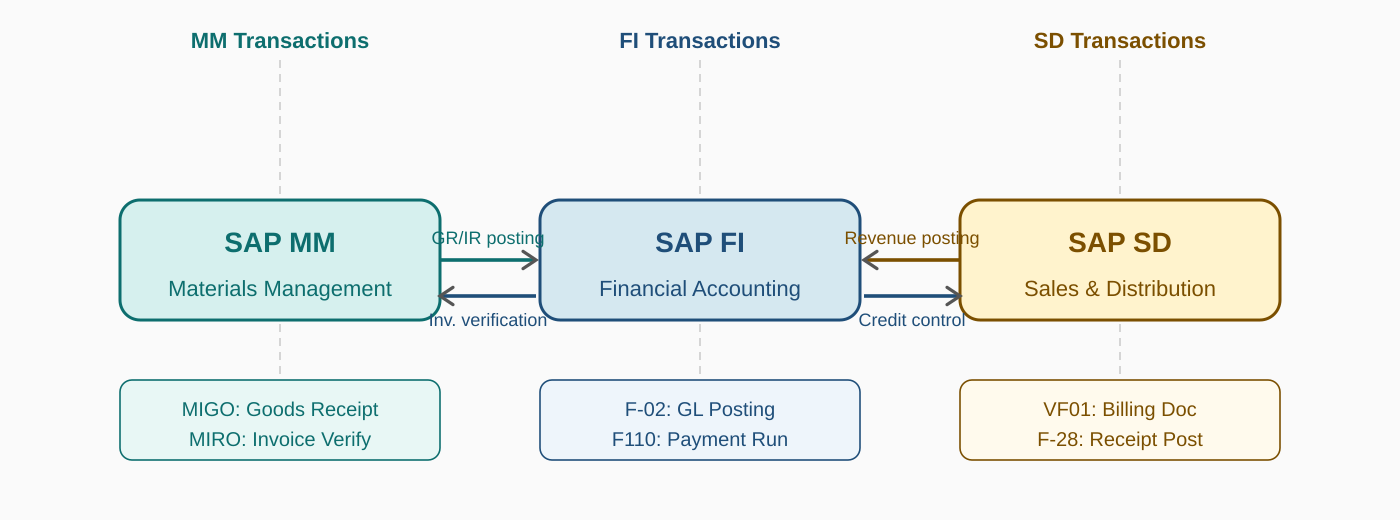 MM Transactions
FI Transactions
SD Transactions
SAP MM
Materials Management
GR/IR posting
Inv. verification
SAP FI
Financial Accounting
Revenue posting
Credit control
SAP SD
Sales & Distribution
MIGO: Goods Receipt
MIRO: Invoice Verify
F-02: GL Posting
F110: Payment Run
VF01: Billing Doc
F-28: Receipt Post